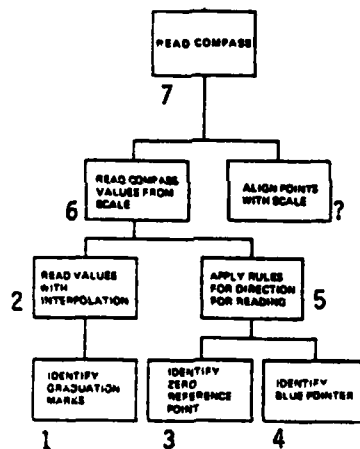 READ COMPASS
7
READ COMPASS
VALUES FROM
SCALE
6
ALIGN POINTS
WITH SCALE
?
READ VALUES
WITH
INTERPOLATION
2
APPLY RULES
FOR DIRECTION
FOR READING
5
IDENTIFY
GRADUATION
MARKS
1
IDENTIFY
ZERO
REFERENCE
POINT
3
IDENTIFY
BLUE POINTER
4